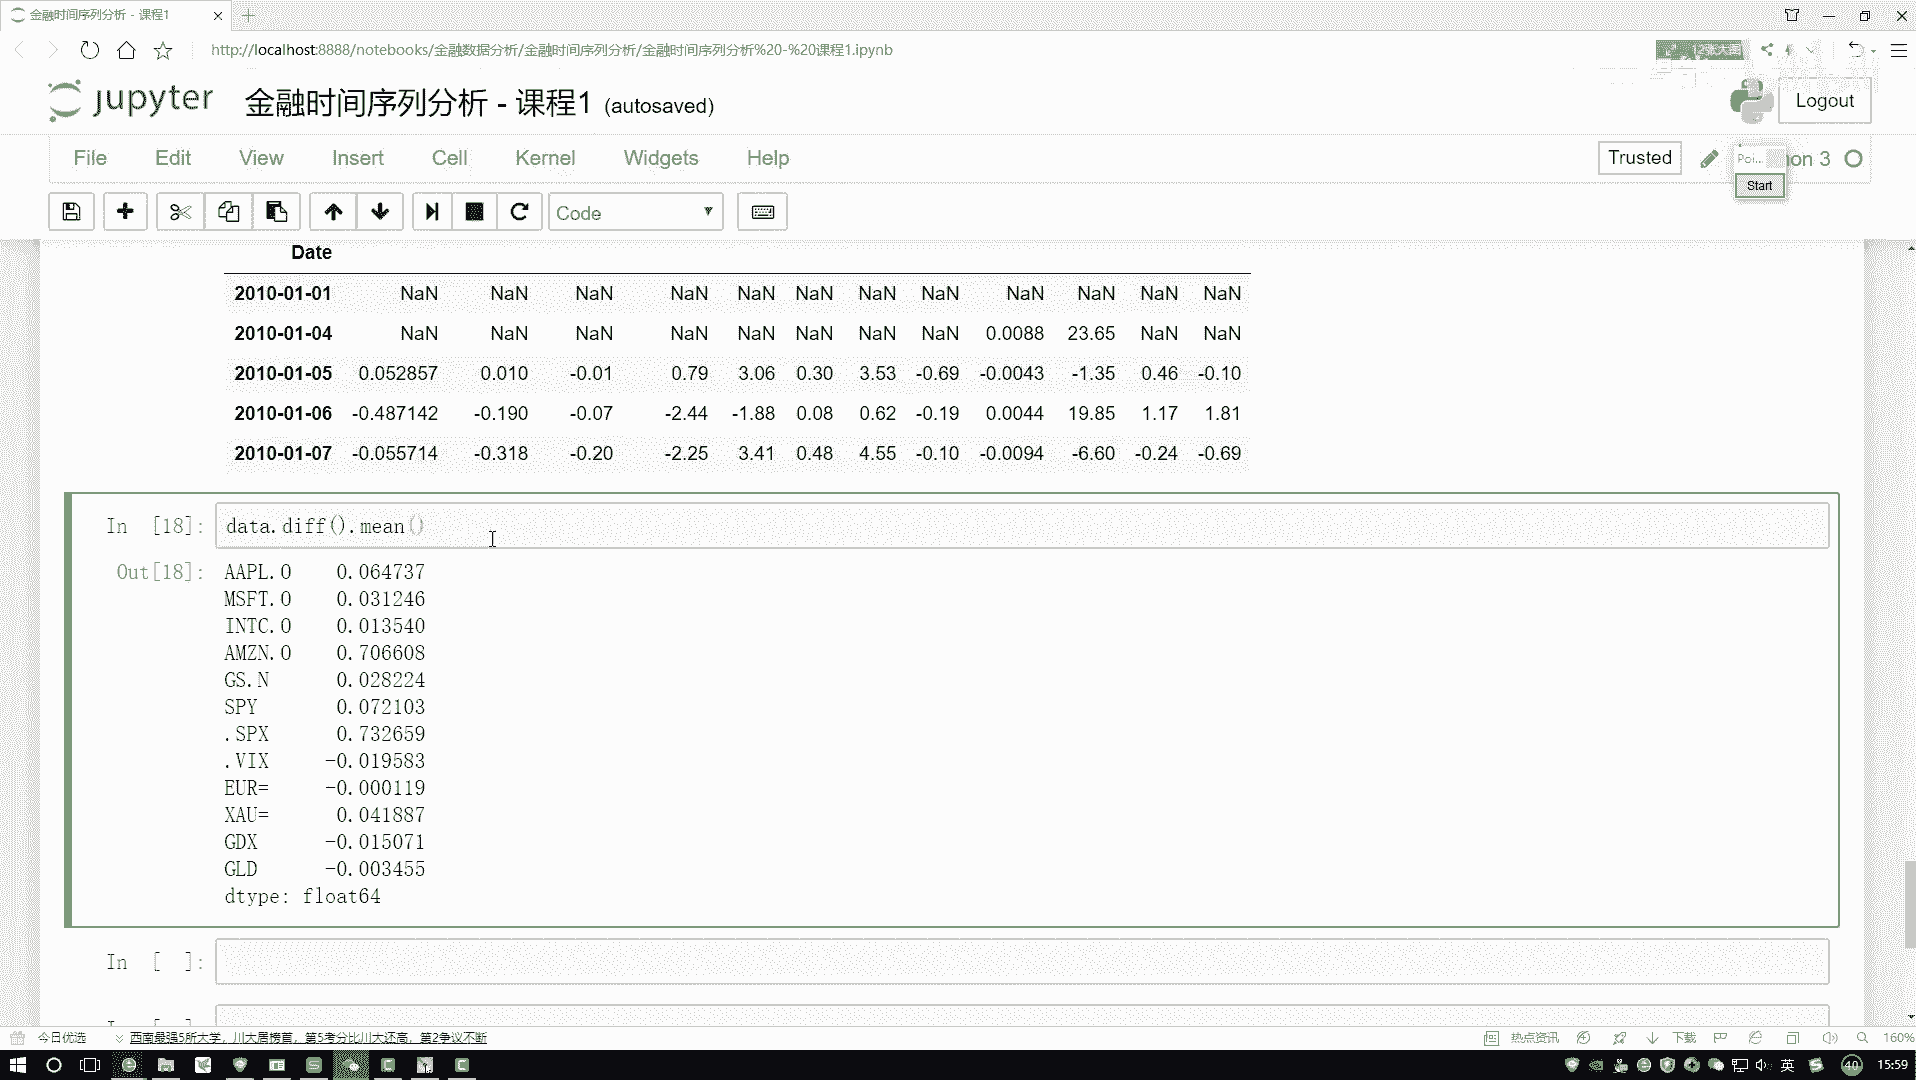 金融时间序列分析 - 课程1
http://localhost:8888/notebooks/金融数据分析/金融时间序列分析/金融时间序列分析%20-%20课程1.ipynb
jupyter 金融时间序列分析 - 课程1 (autosaved)
Logout
File Edit View Insert Cell Kernel Widgets Help
Trusted
Poi... on 3
Start
Code
Date
2010-01-01 NaN NaN NaN NaN NaN NaN NaN NaN NaN NaN NaN NaN
2010-01-04 NaN NaN NaN NaN NaN NaN NaN NaN 0.0088 23.65 NaN NaN
2010-01-05 0.052857 0.010 -0.01 0.79 3.06 0.30 3.53 -0.69 -0.0043 -1.35 0.46 -0.10
2010-01-06 -0.487142 -0.190 -0.07 -2.44 -1.88 0.08 0.62 -0.19 0.0044 19.85 1.17 1.81
2010-01-07 -0.055714 -0.318 -0.20 -2.25 3.41 0.48 4.55 -0.10 -0.0094 -6.60 -0.24 -0.69
In [18]: data.diff().mean()
Out[18]: AAPL.O 0.064737
MSFT.O 0.031246
INTC.O 0.013540
AMZN.O 0.706608
GS.N 0.028224
SPY 0.072103
.SPX 0.732659
.VIX -0.019583
EUR= -0.000119
XAU= 0.041887
GDX -0.015071
GLD -0.003455
dtype: float64
In [ ]:
今日优选 西南最强5所大学，川大居榜首，第5考分比川大还高，第2争议不断
热点资讯 下载 160%
英 40 15:59